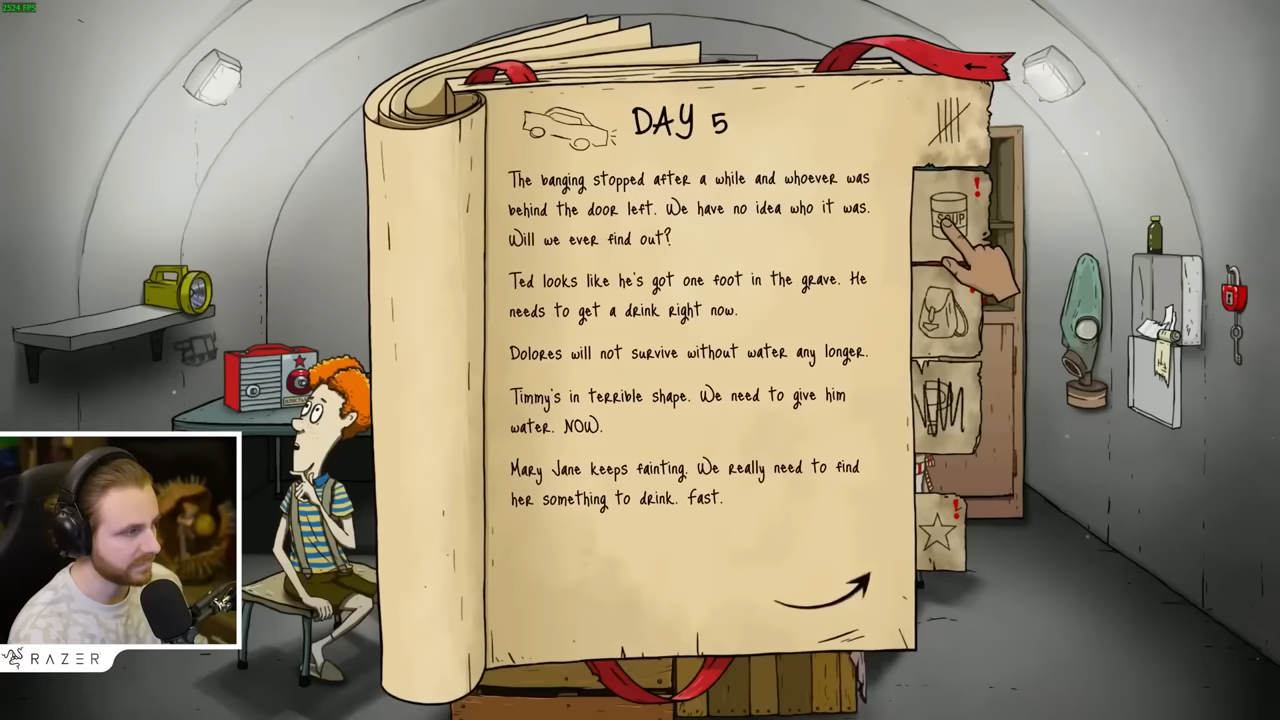 2524 FPS
DAY 5
The banging stopped after a while and whoever was
behind the door left. We have no idea who it was.
Will we ever find out?
Ted looks like he's got one foot in the grave. He
needs to get a drink right now.
Dolores will not survive without water any longer.
Timmy's in terrible shape. We need to give him
water. NOW.
Mary Jane keeps fainting. We really need to find
her something to drink. Fast.
!
SOUP
!
RAZER